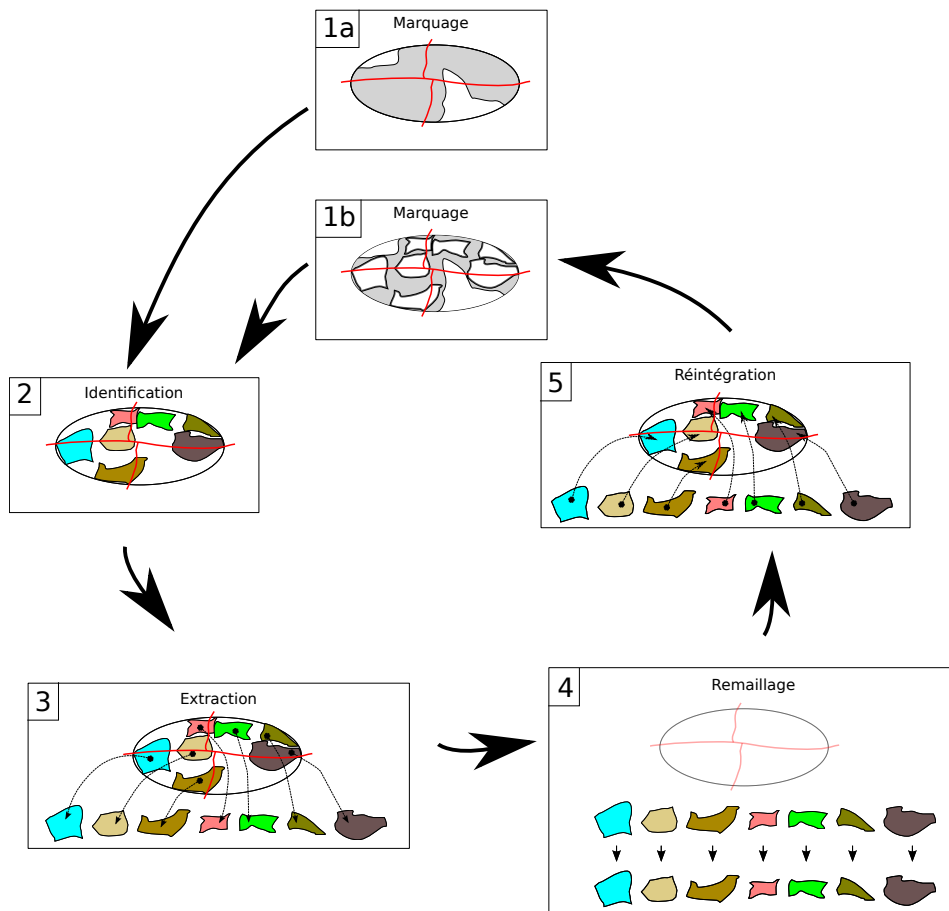 1a
Marquage
1b
Marquage
2
Identification
5
Réintégration
3
Extraction
4
Remaillage